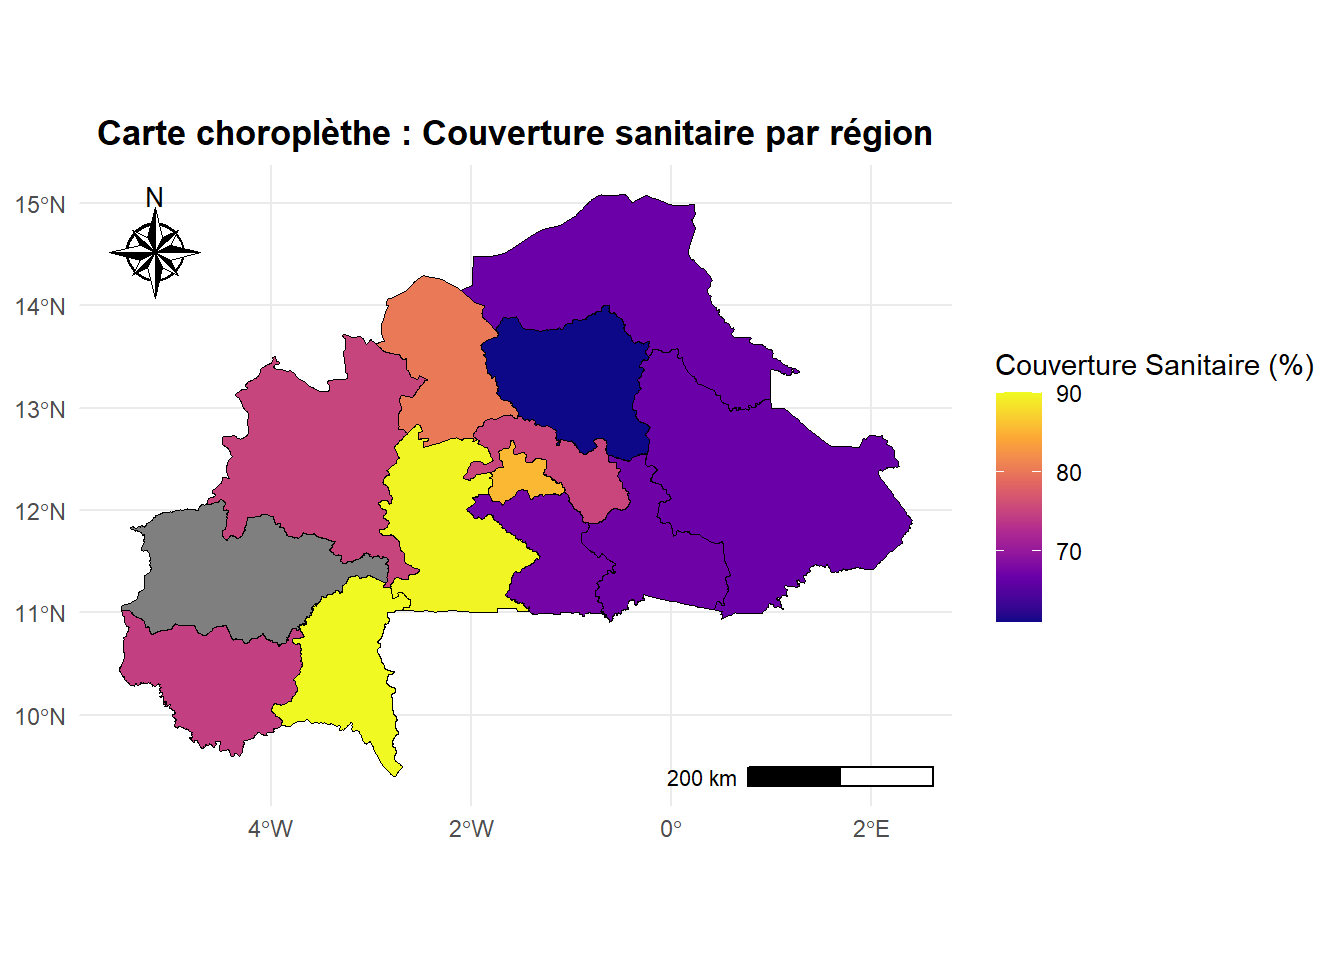 Carte choroplèthe : Couverture sanitaire par région
N
15°N
14°N
13°N
12°N
11°N
10°N
4°W
2°W
0°
2°E
200 km
Couverture Sanitaire (%)
90
80
70